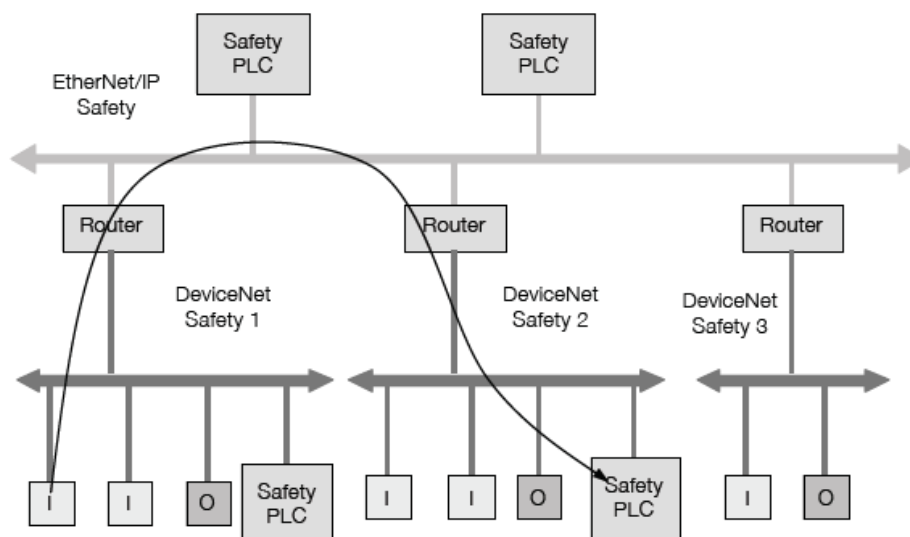 Safety
PLC
Safety
PLC
EtherNet/IP
Safety
Router
Router
Router
DeviceNet
Safety 1
DeviceNet
Safety 2
DeviceNet
Safety 3
I
I
O
Safety
PLC
I
I
O
Safety
PLC
I
O